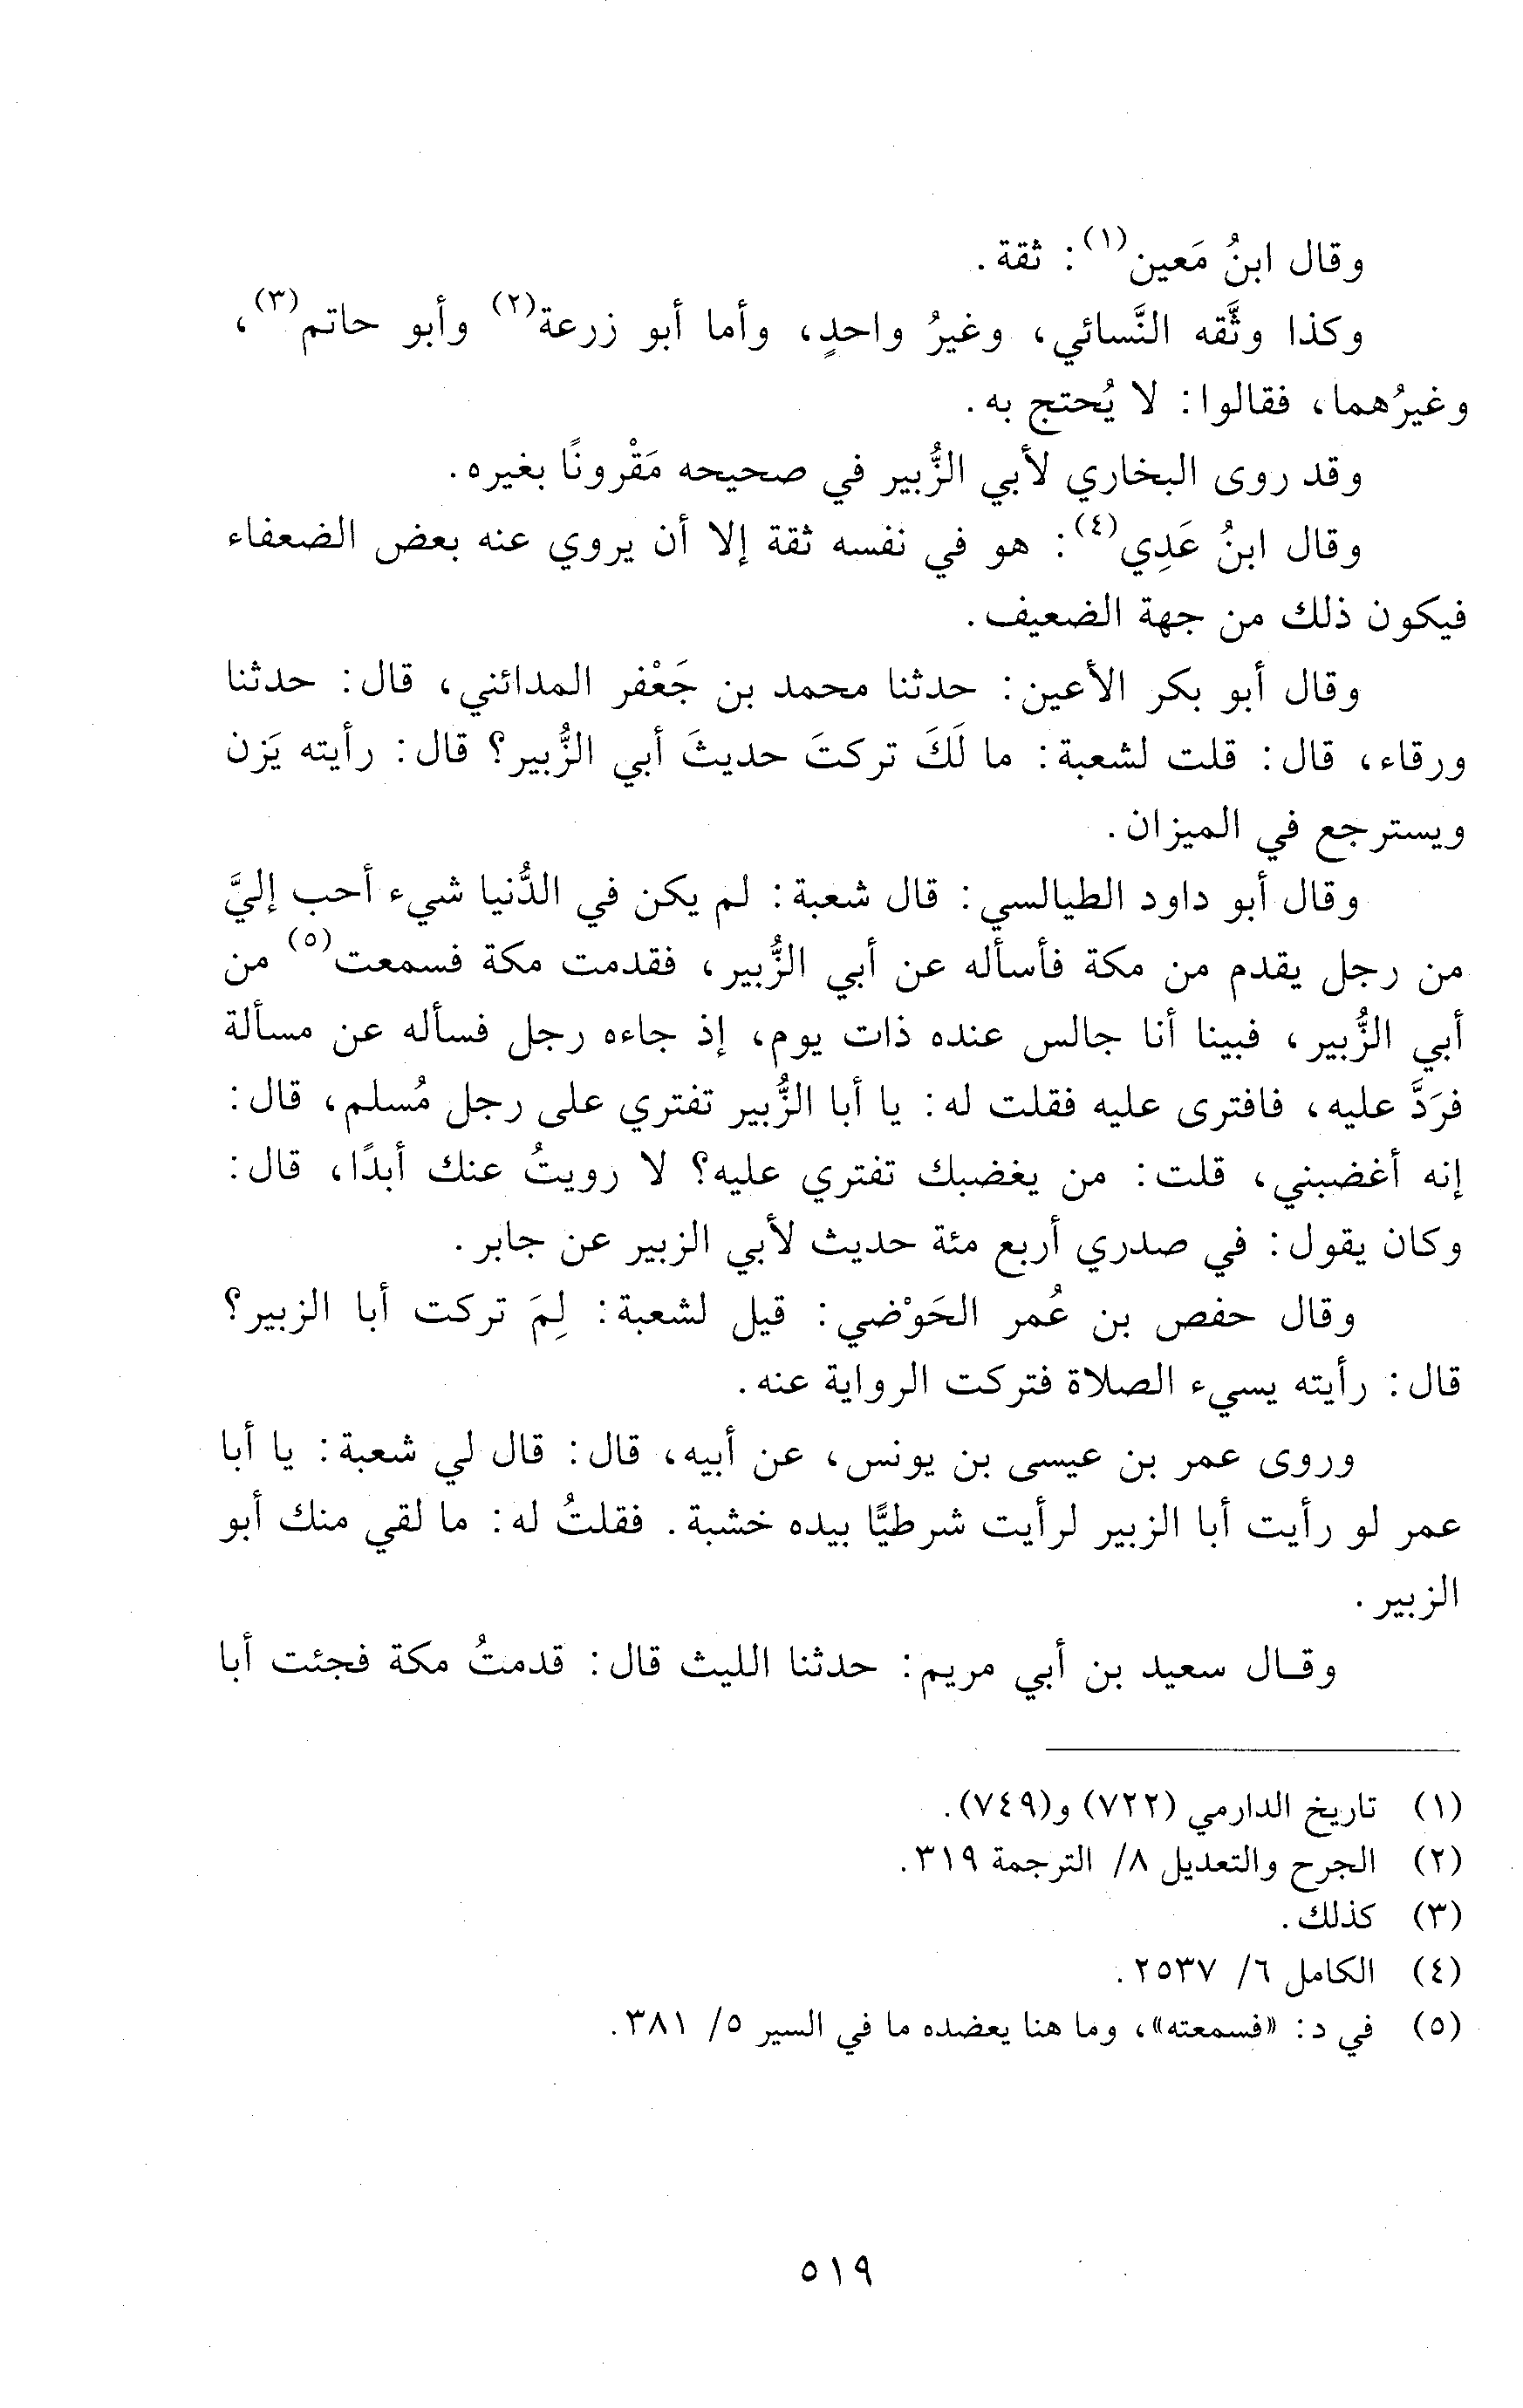 وقال ابنُ مَعين(١): ثقة.
وكذا وثَّقه النَّسائي، وغيرُ واحدٍ، وأما أبو زرعة(٢) وأبو حاتم(٣)،
وغيرُهما، فقالوا: لا يُحتج به.
وقد روى البخاري لأبي الزُّبير في صحيحه مَقْرونًا بغيره.
وقال ابنُ عَدِي(٤): هو في نفسه ثقة إلا أن يروي عنه بعض الضعفاء
فيكون ذلك من جهة الضعيف.
وقال أبو بكر الأعين: حدثنا محمد بن جَعْفر المدائني، قال: حدثنا
ورقاء، قال: قلت لشعبة: ما لَكَ تركتَ حديثَ أبي الزُّبير؟ قال: رأيته يَزن
ويسترجع في الميزان.
وقال أبو داود الطيالسي: قال شعبة: لم يكن في الدُّنيا شيء أحب إليَّ
من رجل يقدم من مكة فأسأله عن أبي الزُّبير، فقدمت مكة فسمعت(٥) من
أبي الزُّبير، فبينا أنا جالس عنده ذات يوم، إذ جاءه رجل فسأله عن مسألة
فرَدَّ عليه، فافترى عليه فقلت له: يا أبا الزُّبير تفتري على رجل مُسلم، قال:
إنه أغضبني، قلت: من يغضبك تفتري عليه؟ لا رويتُ عنك أبدًا، قال:
وكان يقول: في صدري أربع مئة حديث لأبي الزبير عن جابر.
وقال حفص بن عُمر الحَوْضي: قيل لشعبة: لِمَ تركت أبا الزبير؟
قال: رأيته يسيء الصلاة فتركت الرواية عنه.
وروى عمر بن عيسى بن يونس، عن أبيه، قال: قال لي شعبة: يا أبا
عمر لو رأيت أبا الزبير لرأيت شرطيًّا بيده خشبة. فقلتُ له: ما لقي منك أبو
الزبير.
وقال سعيد بن أبي مريم: حدثنا الليث قال: قدمتُ مكة فجئت أبا
(١) تاريخ الدارمي (٧٢٢) و(٧٤٩).
(٢) الجرح والتعديل ٨/ الترجمة ٣١٩.
(٣) كذلك.
(٤) الكامل ٦/ ٢٥٣٧.
(٥) في د: «فسمعته»، وما هنا يعضده ما في السير ٥/ ٣٨١.
٥١٩